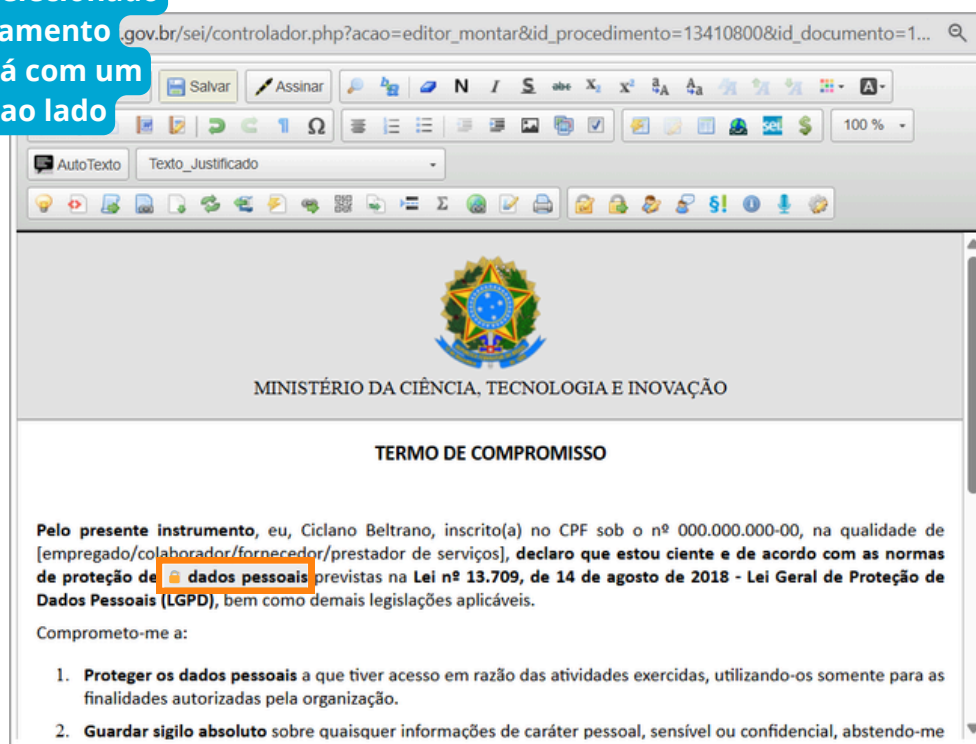 amento
á com um
ao lado
.gov.br/sei/controlador.php?acao=editor_montar&id_procedimento=13410800&id_documento=1...
Salvar Assinar N I S abc X₂ X²
Ω 100 %
AutoTexto Texto_Justificado
Σ §!
MINISTÉRIO DA CIÊNCIA, TECNOLOGIA E INOVAÇÃO
TERMO DE COMPROMISSO
Pelo presente instrumento, eu, Ciclano Beltrano, inscrito(a) no CPF sob o nº 000.000.000-00, na qualidade de
[empregado/colaborador/fornecedor/prestador de serviços], declaro que estou ciente e de acordo com as normas
de proteção de dados pessoais previstas na Lei nº 13.709, de 14 de agosto de 2018 - Lei Geral de Proteção de
Dados Pessoais (LGPD), bem como demais legislações aplicáveis.
Comprometo-me a:
1. Proteger os dados pessoais a que tiver acesso em razão das atividades exercidas, utilizando-os somente para as
finalidades autorizadas pela organização.
2. Guardar sigilo absoluto sobre quaisquer informações de caráter pessoal, sensível ou confidencial, abstendo-me